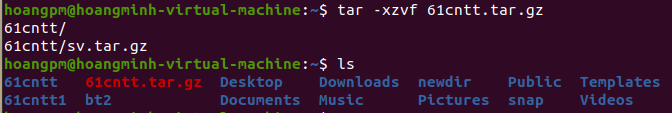 hoangpm@hoangminh-virtual-machine:~$ tar -xzvf 61cntt.tar.gz
61cntt/
61cntt/sv.tar.gz
hoangpm@hoangminh-virtual-machine:~$ ls
61cntt 61cntt.tar.gz Desktop Downloads newdir Public Templates
61cntt1 bt2 Documents Music Pictures snap Videos